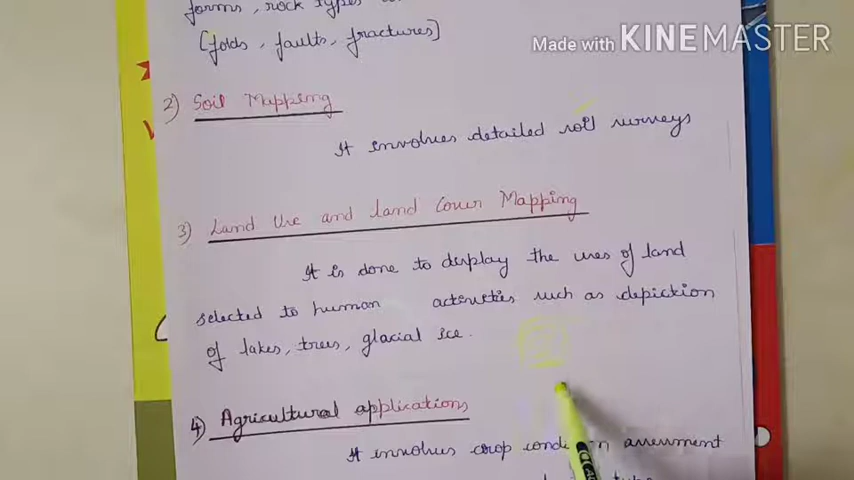 forms, rock types
[folds, faults, fractures]
Made with KINEMASTER
2) Soil Mapping
It involves detailed soil surveys
3) Land Use and land Cover Mapping
It is done to display the uses of land
selected to human activities such as depiction
of lakes, trees, glacial ice.
4) Agricultural applications
It involves crop condition assessment